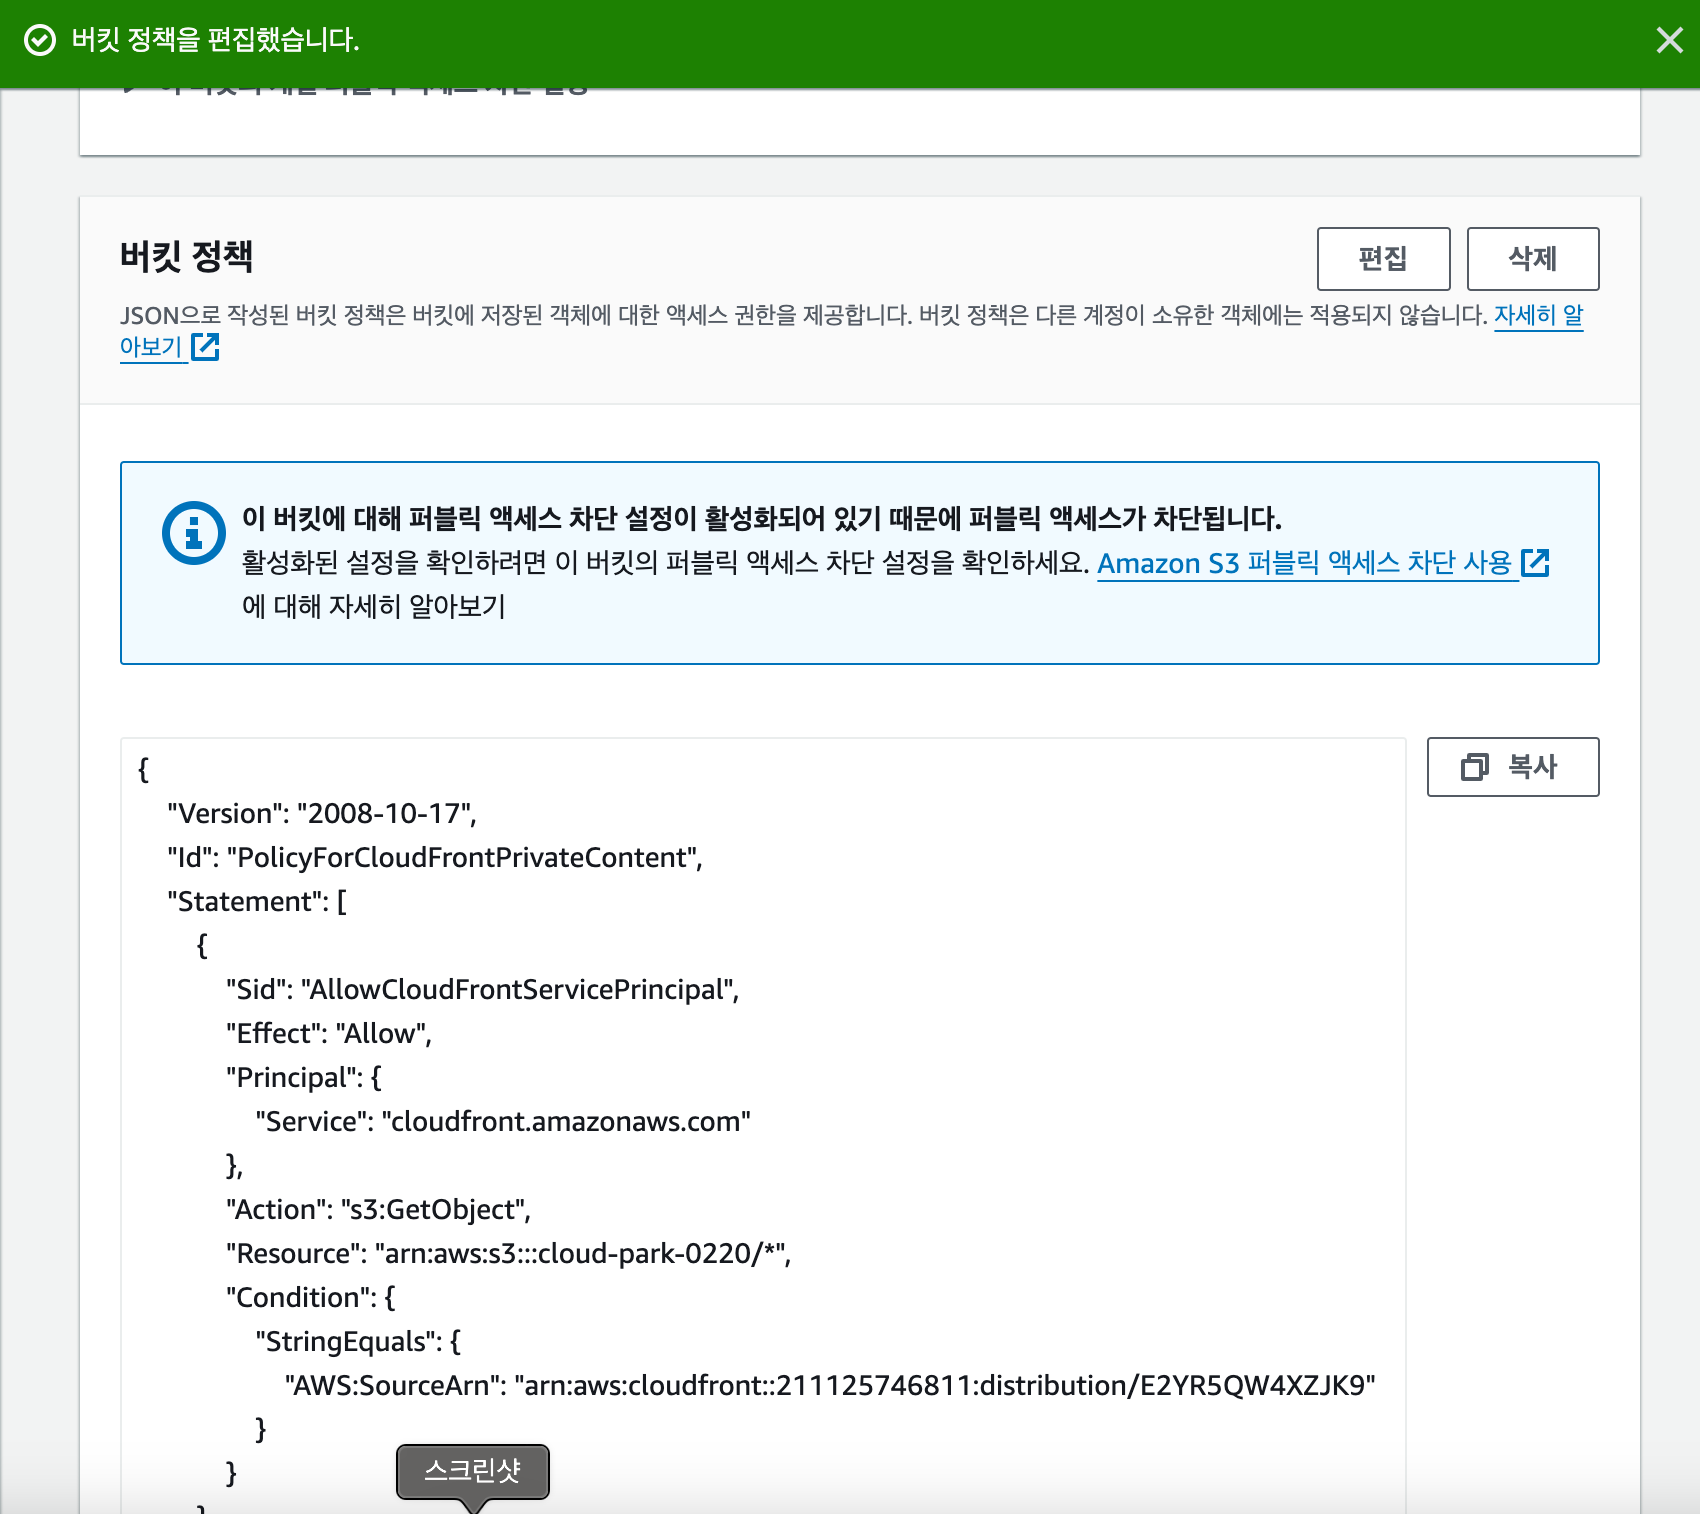 버킷 정책을 편집했습니다.
버킷 정책
편집
삭제
JSON으로 작성된 버킷 정책은 버킷에 저장된 객체에 대한 액세스 권한을 제공합니다. 버킷 정책은 다른 계정이 소유한 객체에는 적용되지 않습니다. 자세히 알
아보기
이 버킷에 대해 퍼블릭 액세스 차단 설정이 활성화되어 있기 때문에 퍼블릭 액세스가 차단됩니다.
활성화된 설정을 확인하려면 이 버킷의 퍼블릭 액세스 차단 설정을 확인하세요. Amazon S3 퍼블릭 액세스 차단 사용
에 대해 자세히 알아보기
복사
{
"Version": "2008-10-17",
"Id": "PolicyForCloudFrontPrivateContent",
"Statement": [
{
"Sid": "AllowCloudFrontServicePrincipal",
"Effect": "Allow",
"Principal": {
"Service": "cloudfront.amazonaws.com"
},
"Action": "s3:GetObject",
"Resource": "arn:aws:s3:::cloud-park-0220/*",
"Condition": {
"StringEquals": {
"AWS:SourceArn": "arn:aws:cloudfront::211125746811:distribution/E2YR5QW4XZJK9"
}
}
스크린샷